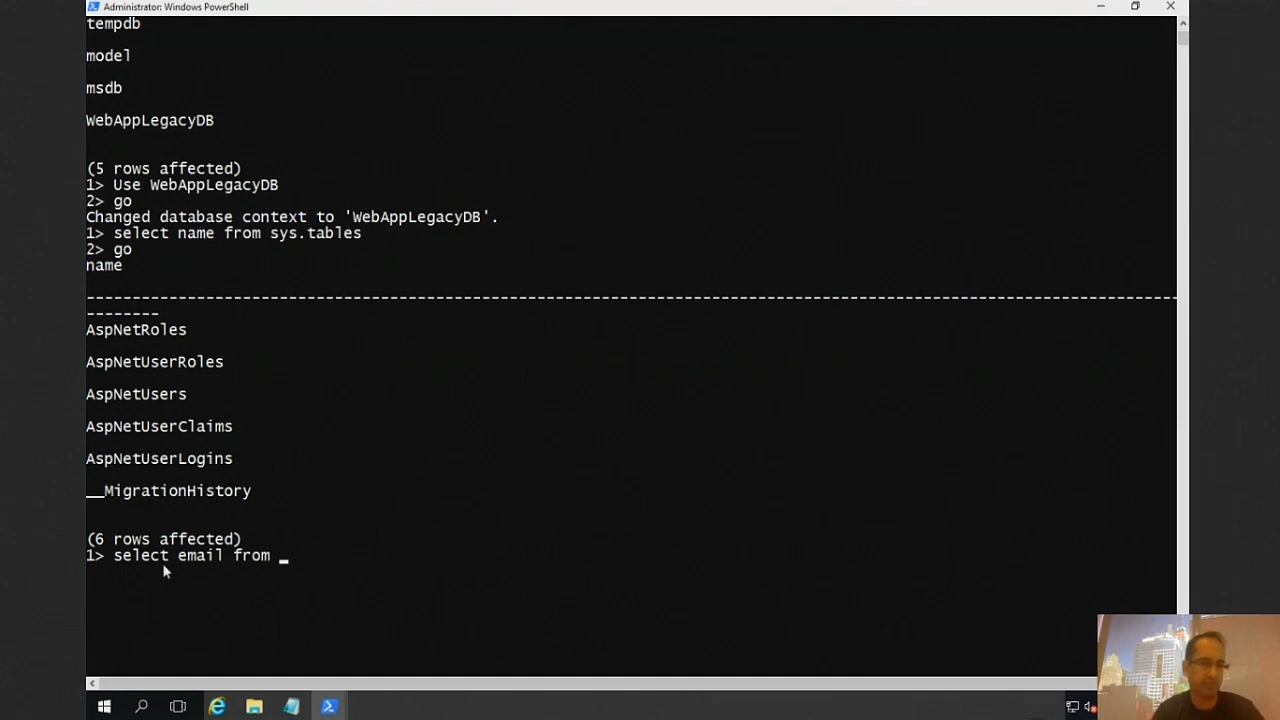 Administrator: Windows PowerShell
tempdb
model
msdb
WebAppLegacyDB
(5 rows affected)
1> Use WebAppLegacyDB
2> go
Changed database context to 'WebAppLegacyDB'.
1> select name from sys.tables
2> go
name
--------------------------------------------------------------------------------------------------------------------
--------
AspNetRoles
AspNetUserRoles
AspNetUsers
AspNetUserClaims
AspNetUserLogins
__MigrationHistory
(6 rows affected)
1> select email from _